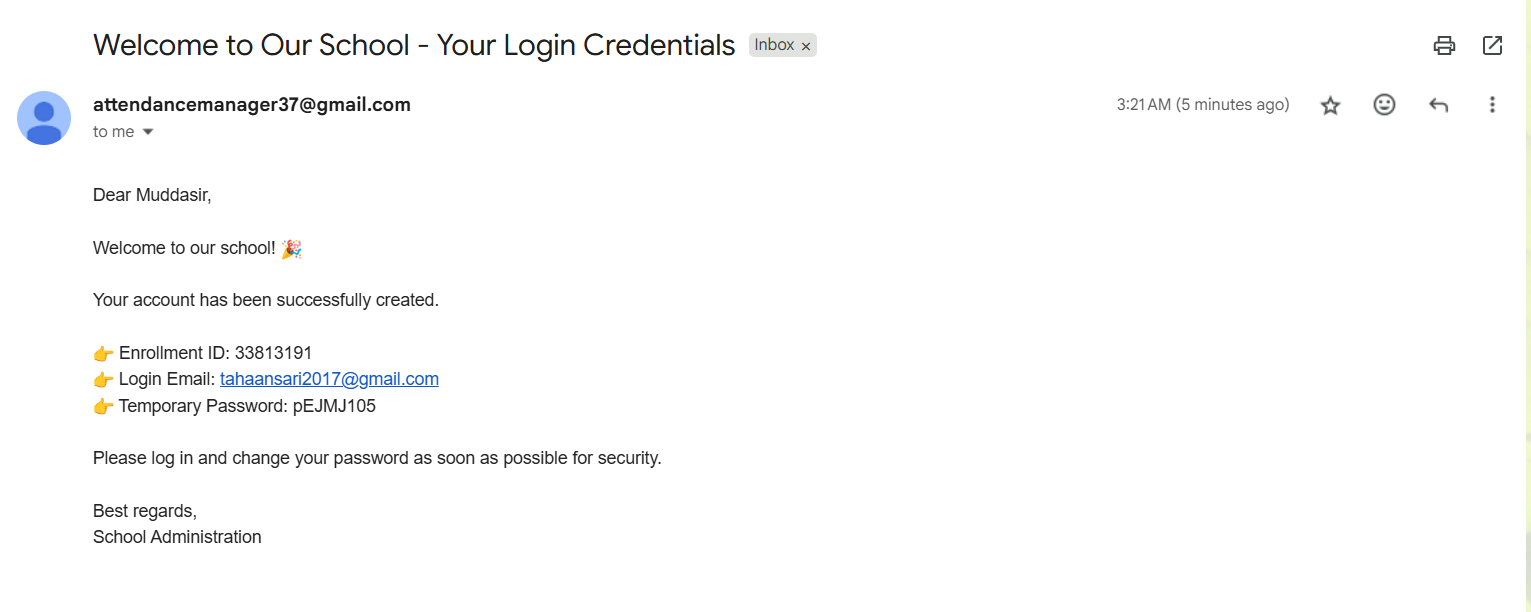 Welcome to Our School - Your Login Credentials Inbox ×
attendancemanager37@gmail.com 3:21 AM (5 minutes ago)
to me
Dear Muddasir,
Welcome to our school! 🎉
Your account has been successfully created.
👉 Enrollment ID: 33813191
👉 Login Email: tahaansari2017@gmail.com
👉 Temporary Password: pEJMJ105
Please log in and change your password as soon as possible for security.
Best regards,
School Administration